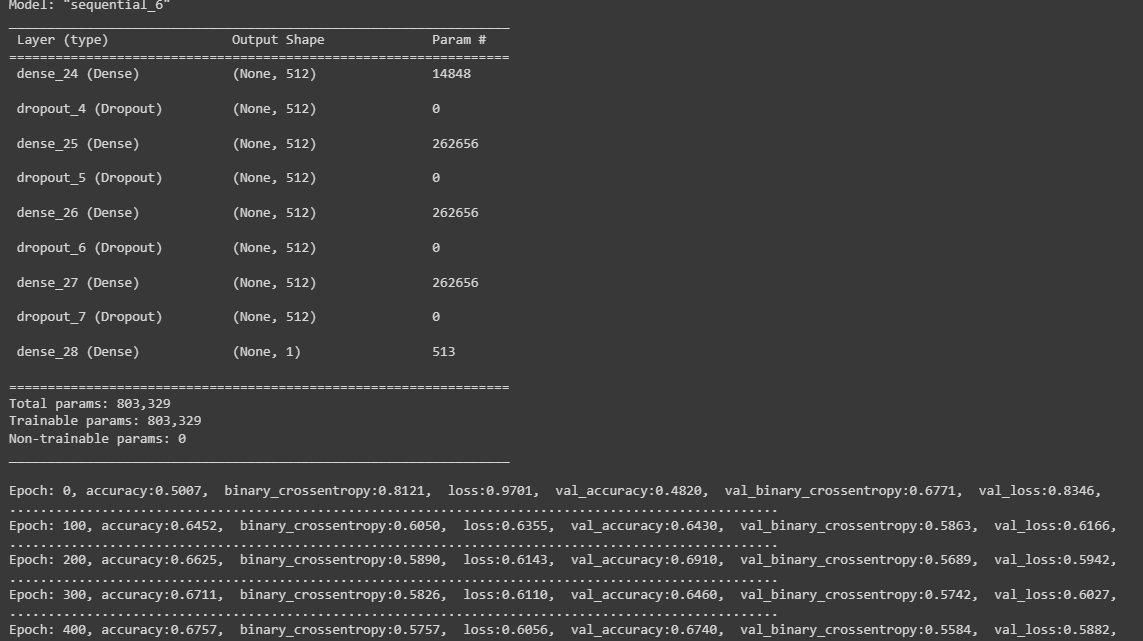 Model: "sequential_6"
_________________________________________________________________
Layer (type) Output Shape Param #
=================================================================
dense_24 (Dense) (None, 512) 14848
dropout_4 (Dropout) (None, 512) 0
dense_25 (Dense) (None, 512) 262656
dropout_5 (Dropout) (None, 512) 0
dense_26 (Dense) (None, 512) 262656
dropout_6 (Dropout) (None, 512) 0
dense_27 (Dense) (None, 512) 262656
dropout_7 (Dropout) (None, 512) 0
dense_28 (Dense) (None, 1) 513
=================================================================
Total params: 803,329
Trainable params: 803,329
Non-trainable params: 0
_________________________________________________________________
Epoch: 0, accuracy:0.5007, binary_crossentropy:0.8121, loss:0.9701, val_accuracy:0.4820, val_binary_crossentropy:0.6771, val_loss:0.8346,
....................................................................................................
Epoch: 100, accuracy:0.6452, binary_crossentropy:0.6050, loss:0.6355, val_accuracy:0.6430, val_binary_crossentropy:0.5863, val_loss:0.6166,
....................................................................................................
Epoch: 200, accuracy:0.6625, binary_crossentropy:0.5890, loss:0.6143, val_accuracy:0.6910, val_binary_crossentropy:0.5689, val_loss:0.5942,
....................................................................................................
Epoch: 300, accuracy:0.6711, binary_crossentropy:0.5826, loss:0.6110, val_accuracy:0.6460, val_binary_crossentropy:0.5742, val_loss:0.6027,
....................................................................................................
Epoch: 400, accuracy:0.6757, binary_crossentropy:0.5757, loss:0.6056, val_accuracy:0.6740, val_binary_crossentropy:0.5584, val_loss:0.5882,